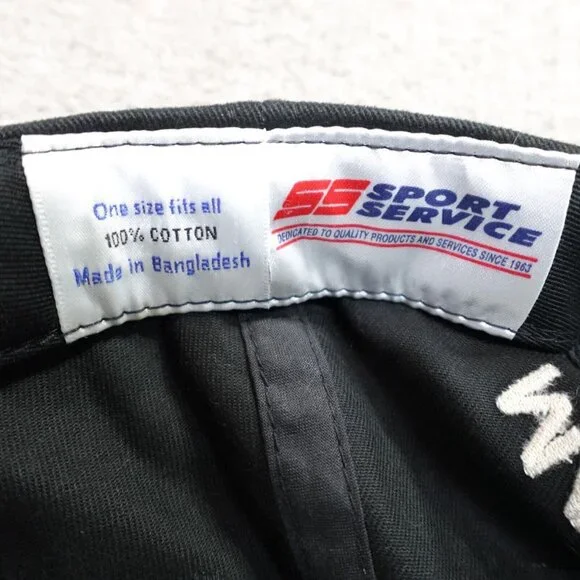 One size fits all
100% COTTON
Made in Bangladesh
SS SPORT
SERVICE
DEDICATED TO QUALITY PRODUCTS AND SERVICES SINCE 1963
W